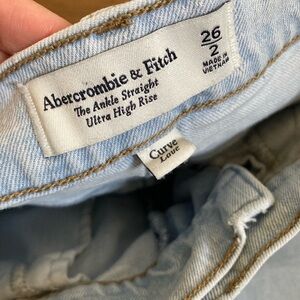 Abercrombie & Fitch
The Ankle Straight
Ultra High Rise
26
2
MADE IN
VIETNAM
Curve
Love